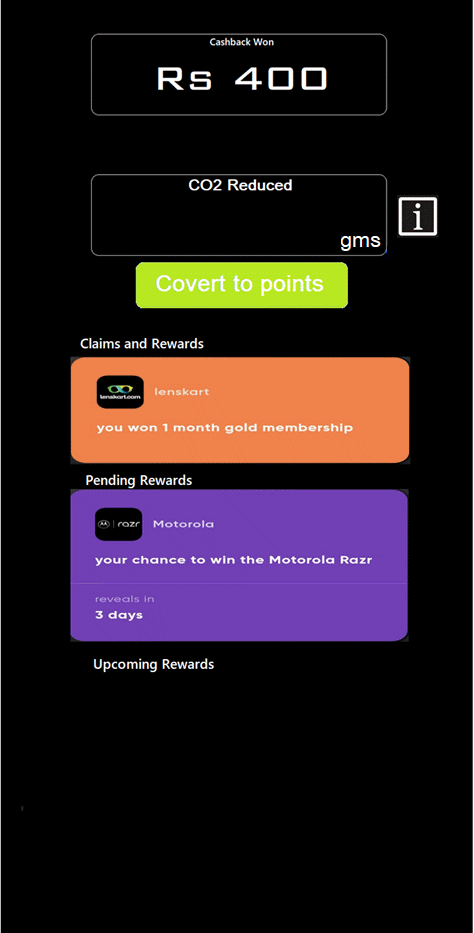 Cashback Won
Rs 400
CO2 Reduced
i
gms
Covert to points
Claims and Rewards
lenskart.com
lenskart
you won 1 month gold membership
Pending Rewards
razr
Motorola
your chance to win the Motorola Razr
reveals in
3 days
Upcoming Rewards